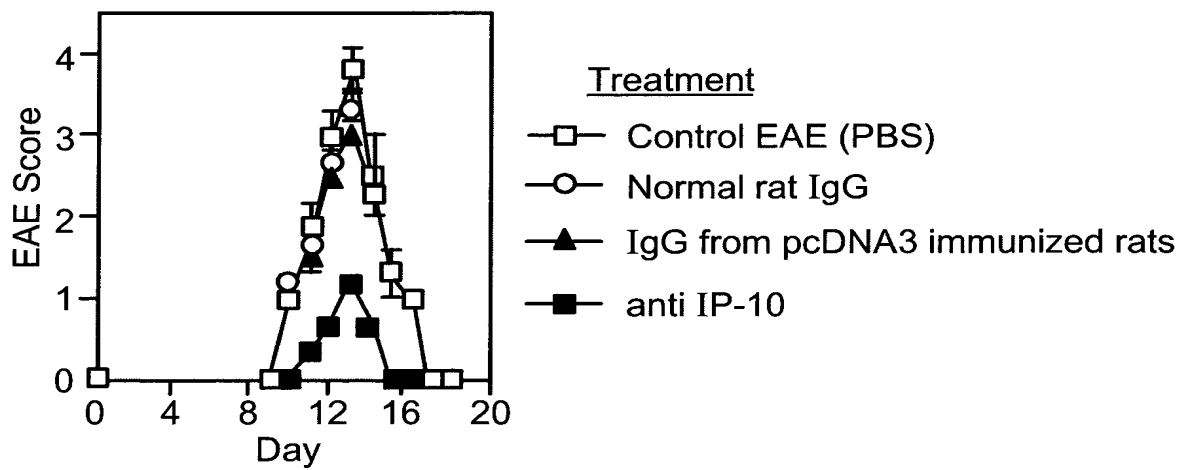 EAE Score
4
3
2
1
0
0 4 8 12 16 20
Day
Treatment
Control EAE (PBS)
Normal rat IgG
IgG from pcDNA3 immunized rats
anti IP-10